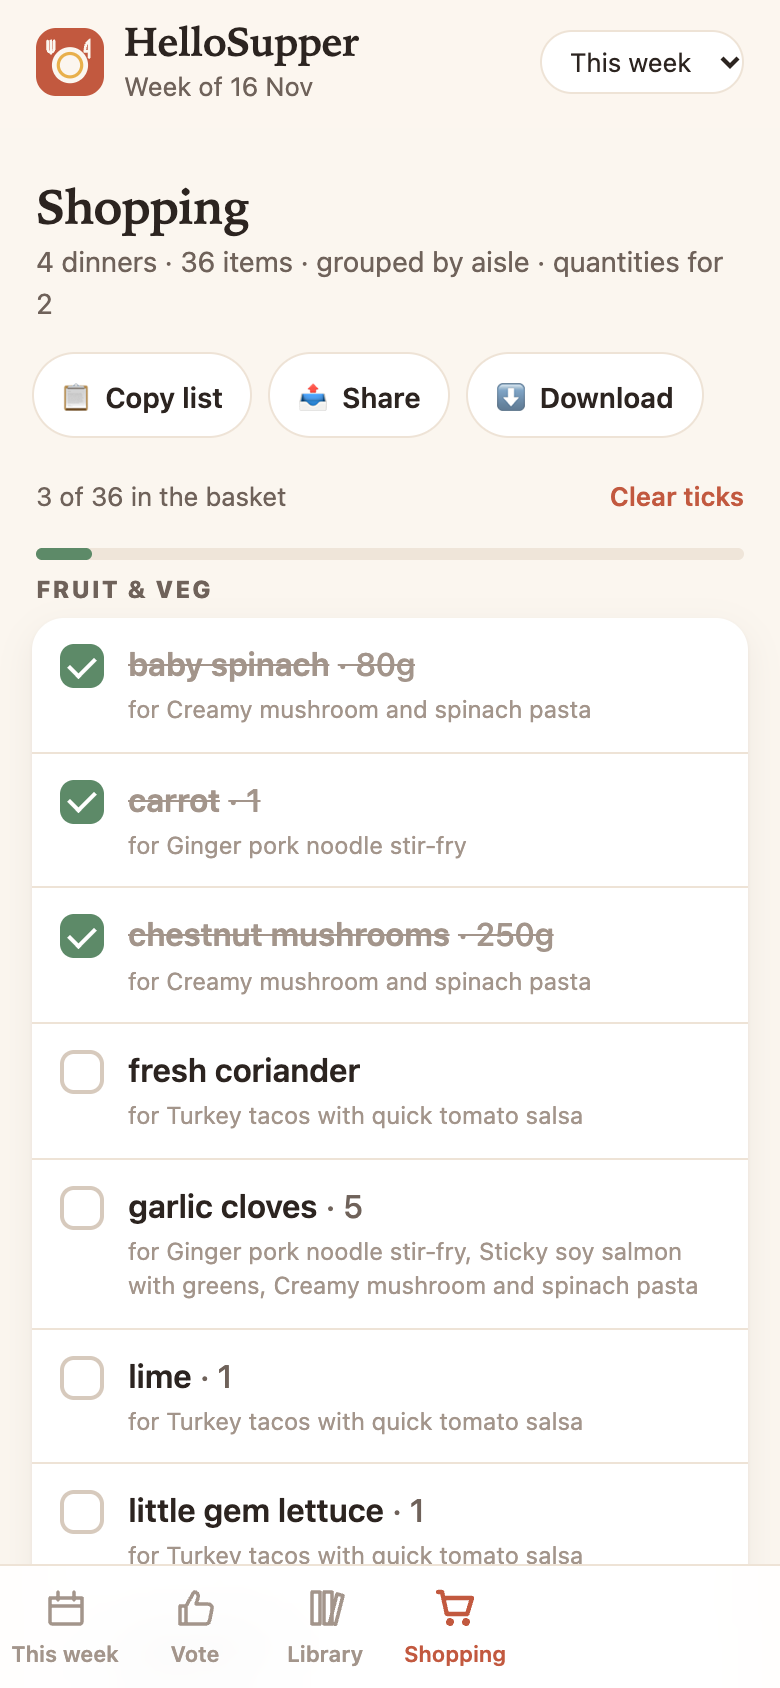 HelloSupper
Week of 16 Nov
This week
Shopping
4 dinners · 36 items · grouped by aisle · quantities for
2
Copy list
Share
Download
3 of 36 in the basket
Clear ticks
FRUIT & VEG
baby spinach · 80g
for Creamy mushroom and spinach pasta
carrot · 1
for Ginger pork noodle stir-fry
chestnut mushrooms · 250g
for Creamy mushroom and spinach pasta
fresh coriander
for Turkey tacos with quick tomato salsa
garlic cloves · 5
for Ginger pork noodle stir-fry, Sticky soy salmon
with greens, Creamy mushroom and spinach pasta
lime · 1
for Turkey tacos with quick tomato salsa
little gem lettuce · 1
for Turkey tacos with quick tomato salsa
This week
Vote
Library
Shopping